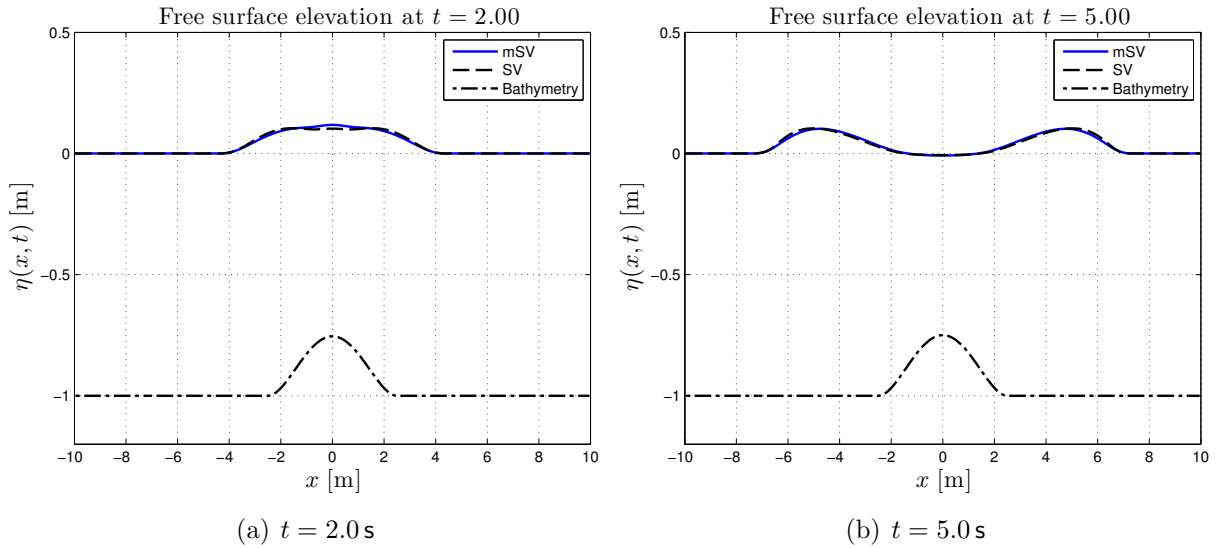 Free surface elevation at t = 2.00
0.5
0
−0.5
−1
η(x, t) [m]
mSV
SV
Bathymetry
−10 −8 −6 −4 −2 0 2 4 6 8 10
x [m]
(a) t = 2.0 s
Free surface elevation at t = 5.00
0.5
0
−0.5
−1
η(x, t) [m]
mSV
SV
Bathymetry
−10 −8 −6 −4 −2 0 2 4 6 8 10
x [m]
(b) t = 5.0 s